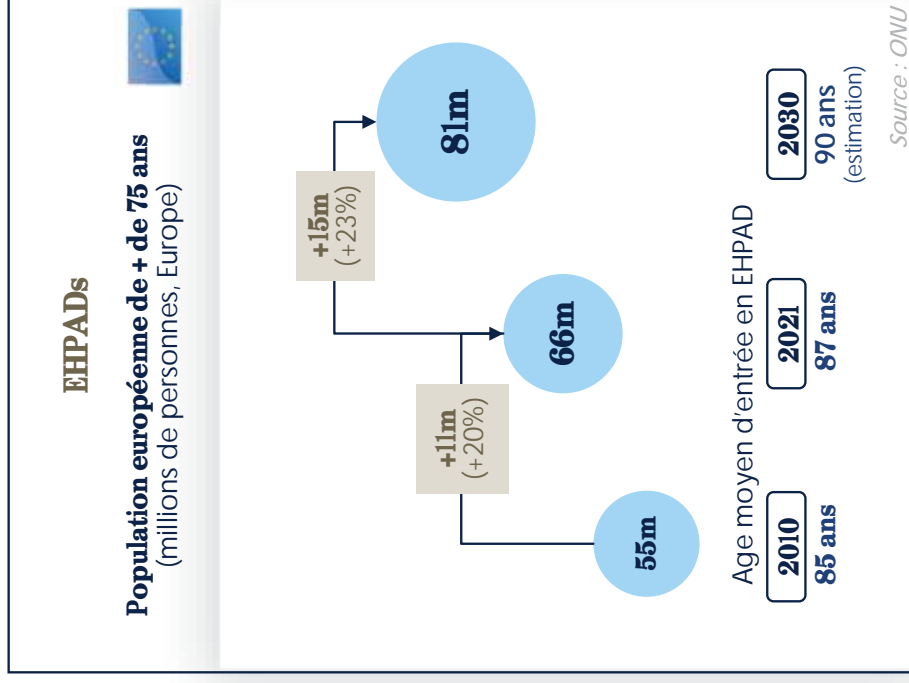 EHPADs
Population européenne de + de 75 ans
(millions de personnes, Europe)
+15m
(+23%)
81m
+11m
(+20%)
66m
55m
Age moyen d'entrée en EHPAD
2010
85 ans
2021
87 ans
2030
90 ans
(estimation)
Source : ONU